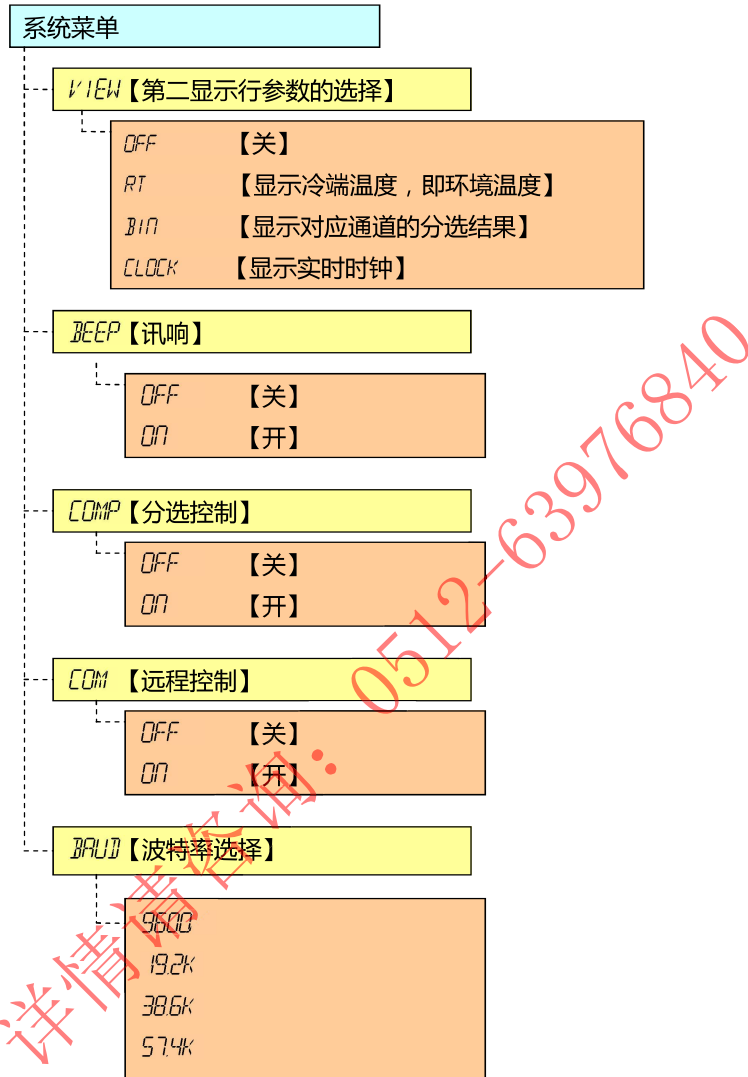 系统菜单
VIEW【第二显示行参数的选择】
OFF 【关】
RT 【显示冷端温度，即环境温度】
BIN 【显示对应通道的分选结果】
CLOCK 【显示实时时钟】
BEEP【讯响】
OFF 【关】
ON 【开】
COMP【分选控制】
OFF 【关】
ON 【开】
COM 【远程控制】
OFF 【关】
ON 【开】
BAUD【波特率选择】
9600
19.2K
38.6K
57.4K
详情请咨询：0512-63976840